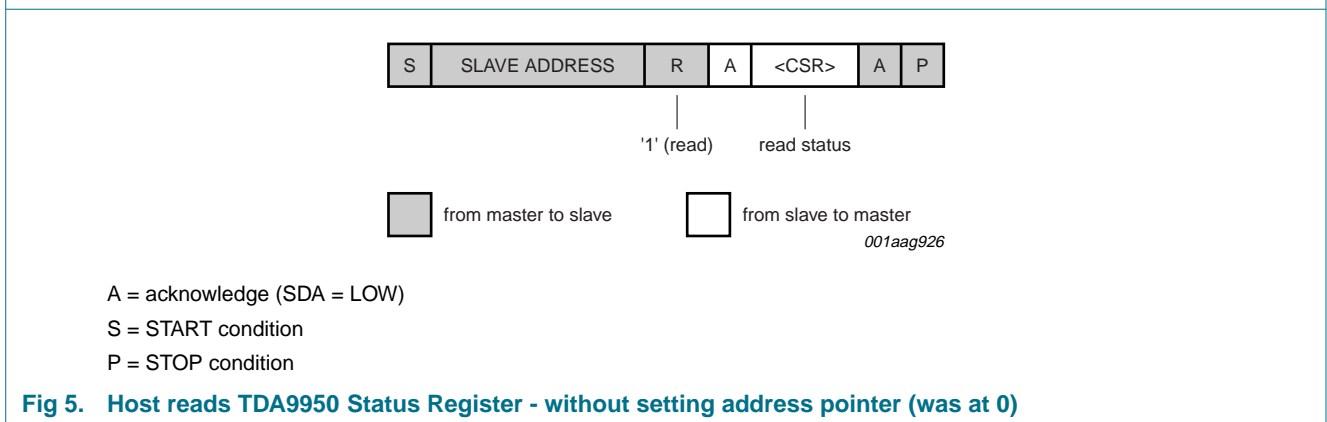 S SLAVE ADDRESS R A <CSR> A P
'1' (read) read status
from master to slave from slave to master
001aag926
A = acknowledge (SDA = LOW)
S = START condition
P = STOP condition
Fig 5. Host reads TDA9950 Status Register - without setting address pointer (was at 0)